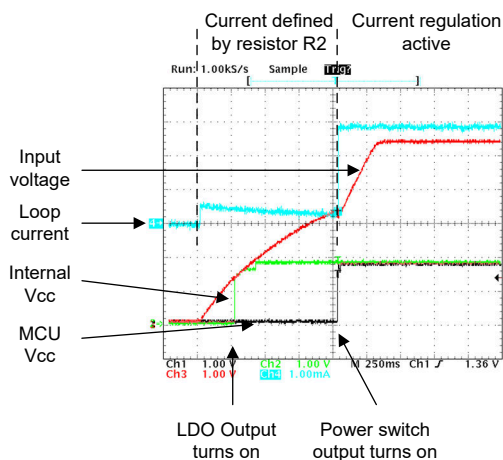 Current defined
by resistor R2
Current regulation
active
Run: 1.00kS/s Sample Trig?
Input
voltage
Loop
current
Internal
Vcc
MCU
Vcc
Ch1 1.00 V Ch2 1.00 V M 250ms Ch1 1.36 V
Ch3 1.00 V Ch4 1.00mA
LDO Output
turns on
Power switch
output turns on